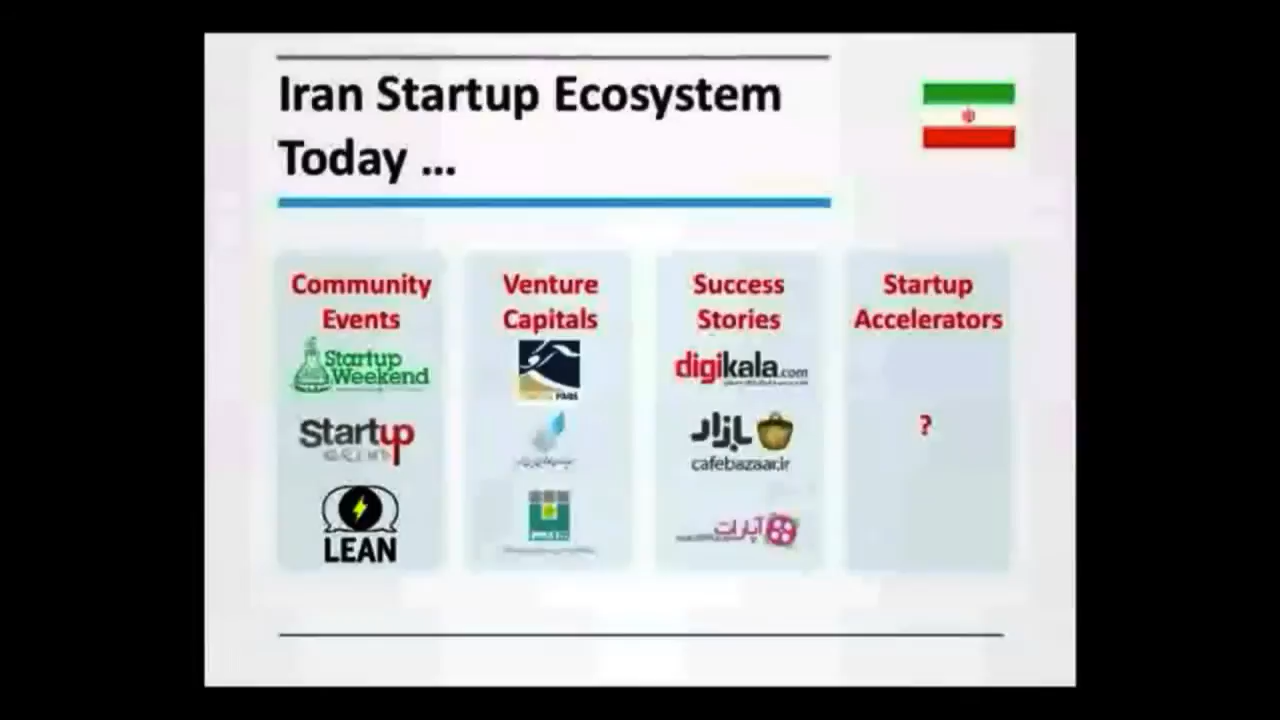 Iran Startup Ecosystem
Today ...
Community
Events
Startup
Weekend
Startup
LEAN
Venture
Capitals
Success
Stories
digikala.com
بازار
cafebazaar.ir
آپارات
Startup
Accelerators
?